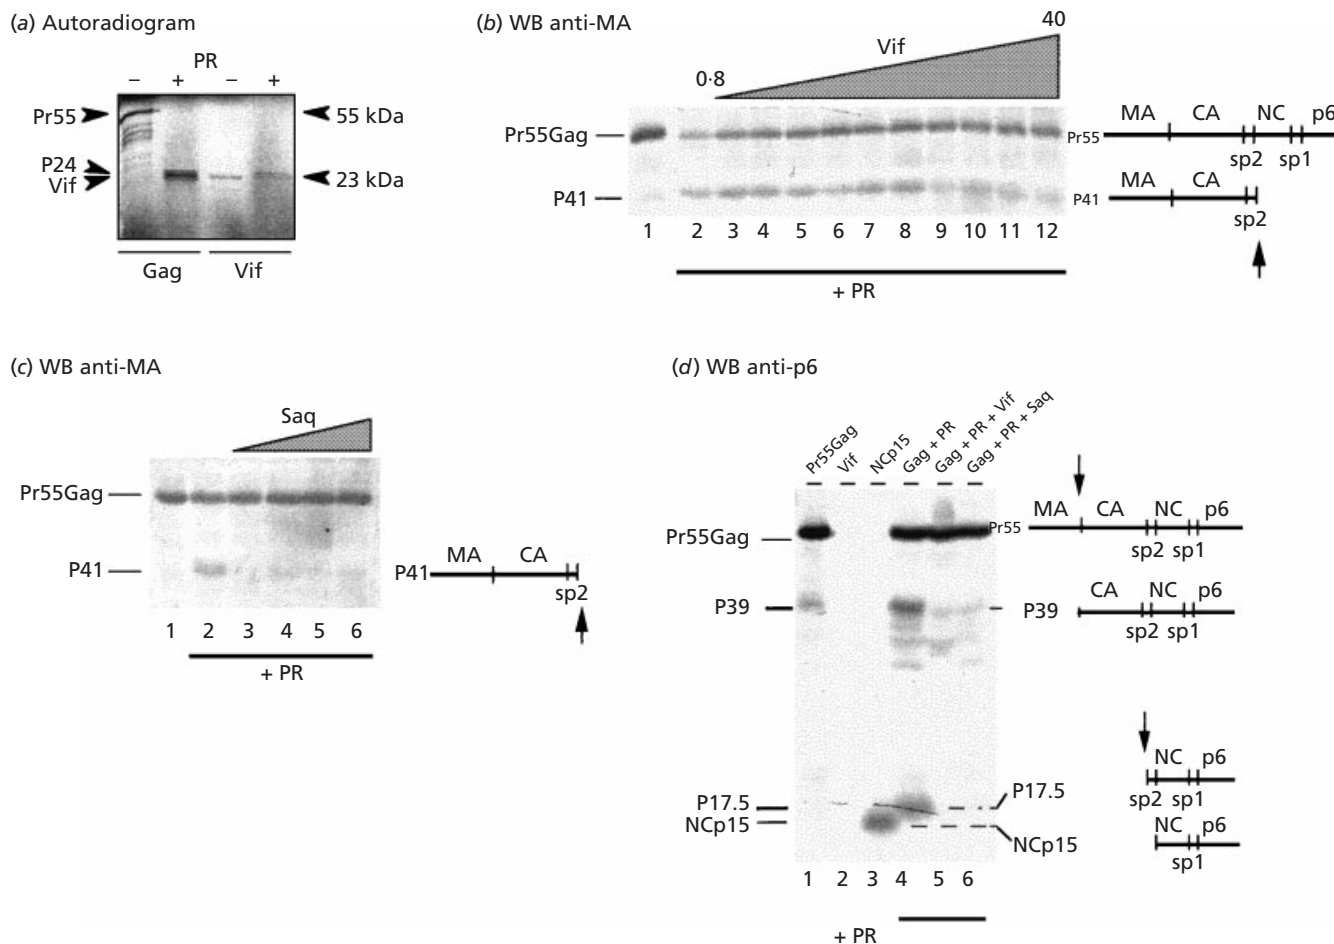 (a) Autoradiogram
PR
– + – +
Pr55
55 kDa
P24
Vif
23 kDa
Gag Vif
(b) WB anti-MA
40
Vif
0·8
Pr55Gag
Pr55
MA CA NC p6
sp2 sp1
P41
P41
MA CA
sp2
1 2 3 4 5 6 7 8 9 10 11 12
+ PR
(c) WB anti-MA
Saq
Pr55Gag
P41
P41
MA CA
sp2
1 2 3 4 5 6
+ PR
(d) WB anti-p6
Pr55Gag
Vif
NCp15
Gag + PR
Gag + PR + Vif
Gag + PR + Saq
Pr55Gag
Pr55
MA CA NC p6
sp2 sp1
P39
P39
CA NC p6
sp2 sp1
P17.5
P17.5
NC p6
sp2 sp1
NCp15
NCp15
NC p6
sp1
1 2 3 4 5 6
+ PR